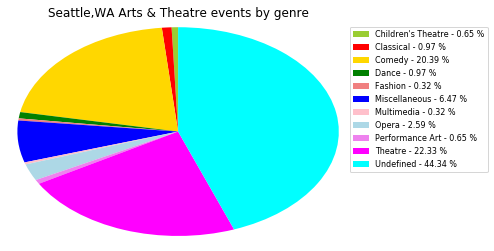 Seattle,WA Arts & Theatre events by genre
Children's Theatre - 0.65 %
Classical - 0.97 %
Comedy - 20.39 %
Dance - 0.97 %
Fashion - 0.32 %
Miscellaneous - 6.47 %
Multimedia - 0.32 %
Opera - 2.59 %
Performance Art - 0.65 %
Theatre - 22.33 %
Undefined - 44.34 %